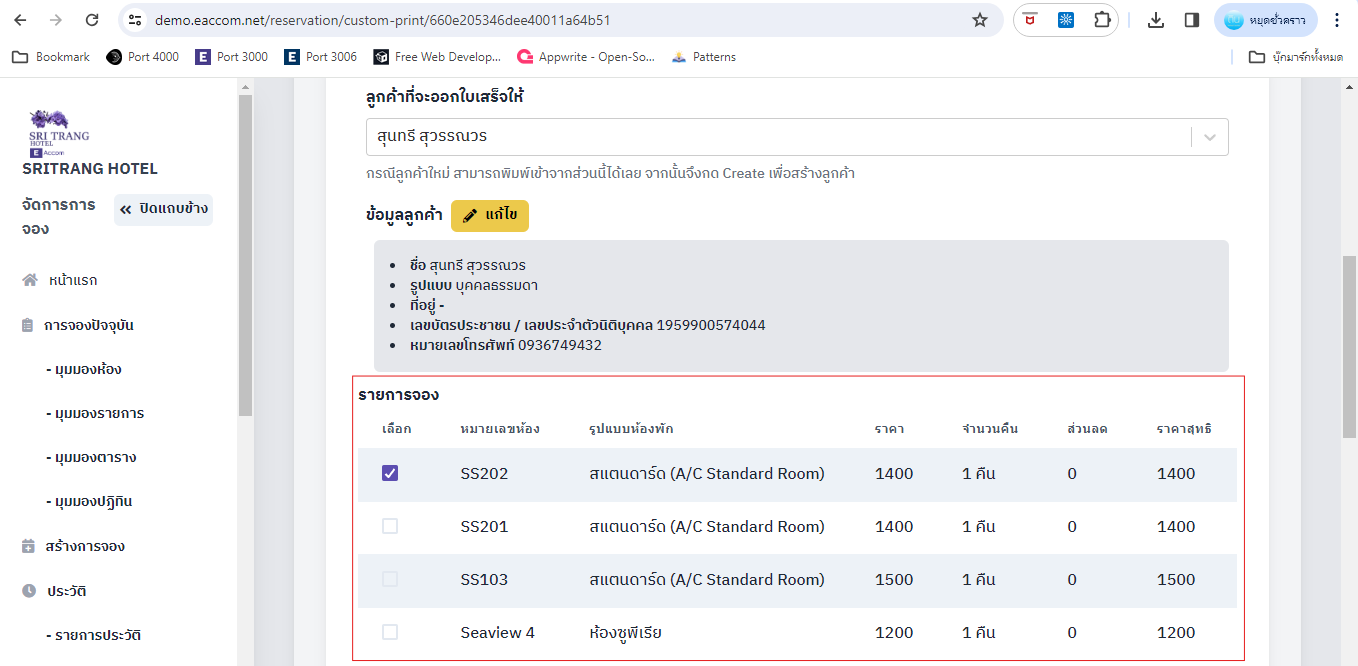 demo.eaccom.net/reservation/custom-print/660e205346dee40011a64b51
หยุดชั่วคราว
Bookmark
Port 4000
Port 3000
Port 3006
Free Web Develop...
Appwrite - Open-So...
Patterns
บุ๊กมาร์กทั้งหมด
SRI TRANG
HOTEL
E Accom
SRITRANG HOTEL
จัดการการ
จอง
ปิดแถบข้าง
หน้าแรก
การจองปัจจุบัน
- มุมมองห้อง
- มุมมองรายการ
- มุมมองตาราง
- มุมมองปฏิทิน
สร้างการจอง
ประวัติ
- รายการประวัติ
ลูกค้าที่จะออกใบเสร็จให้
สุนทรี สุวรรณวร
กรณีลูกค้าใหม่ สามารถพิมพ์เข้าจากส่วนนี้ได้เลย จากนั้นจึงกด Create เพื่อสร้างลูกค้า
ข้อมูลลูกค้า แก้ไข
• ชื่อ สุนทรี สุวรรณวร
• รูปแบบ บุคคลธรรมดา
• ที่อยู่ -
• เลขบัตรประชาชน / เลขประจำตัวนิติบุคคล 1959900574044
• หมายเลขโทรศัพท์ 0936749432
รายการจอง
เลือก หมายเลขห้อง รูปแบบห้องพัก ราคา จำนวนคืน ส่วนลด ราคาสุทธิ
SS202 สแตนดาร์ด (A/C Standard Room) 1400 1 คืน 0 1400
SS201 สแตนดาร์ด (A/C Standard Room) 1400 1 คืน 0 1400
SS103 สแตนดาร์ด (A/C Standard Room) 1500 1 คืน 0 1500
Seaview 4 ห้องซูพีเรีย 1200 1 คืน 0 1200